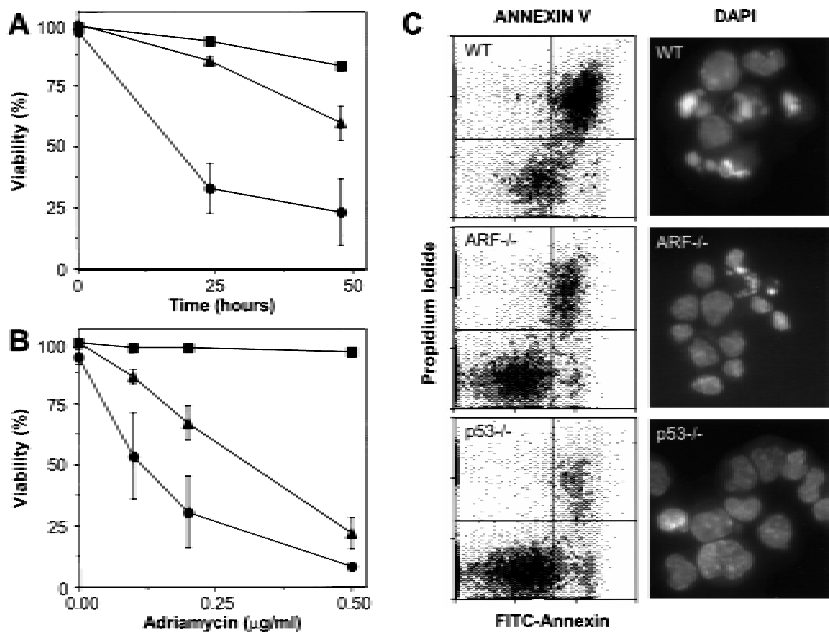 A
Viability (%)
100
75
50
25
0
0
25
50
Time (hours)
B
Viability (%)
100
75
50
25
0
0.00
0.25
0.50
Adriamycin (µg/ml)
C
ANNEXIN V
DAPI
WT
WT
ARF-/-
ARF-/-
p53-/-
p53-/-
Propidium Iodide
FITC-Annexin